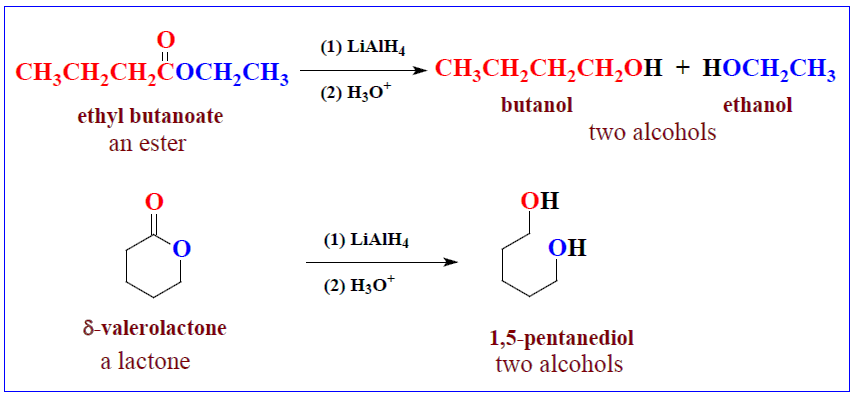 O
(1) LiAlH4
CH3CH2CH2COCH2CH3 CH3CH2CH2CH2OH + HOCH2CH3
(2) H3O+
ethyl butanoate butanol ethanol
an ester two alcohols
O OH
(1) LiAlH4
O OH
(2) H3O+
δ-valerolactone
1,5-pentanediol
a lactone two alcohols